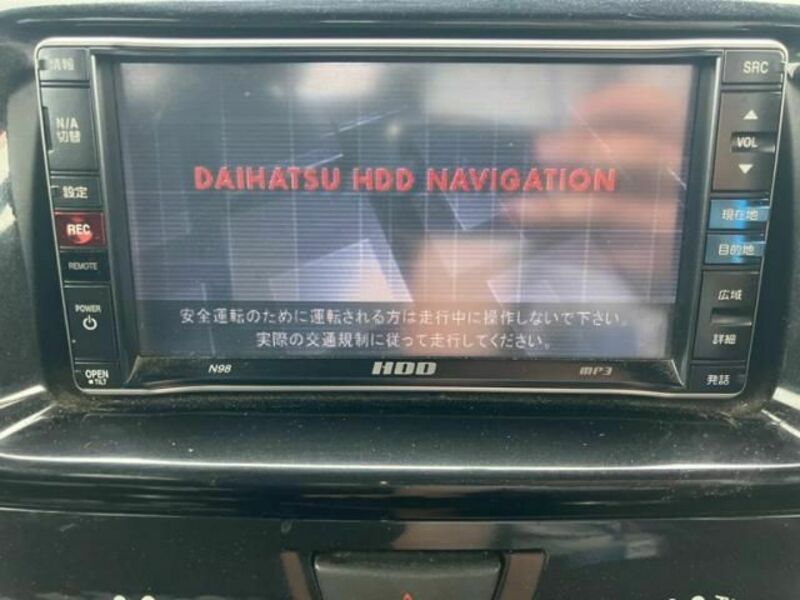 情報
N/A
切替
設定
REC
REMOTE
POWER
OPEN
TILT
DAIHATSU HDD NAVIGATION
安全運転のために運転される方は走行中に操作しないで下さい。
実際の交通規制に従って走行してください。
N98
HDD
MP3
SRC
VOL
現在地
目的地
広域
詳細
発話